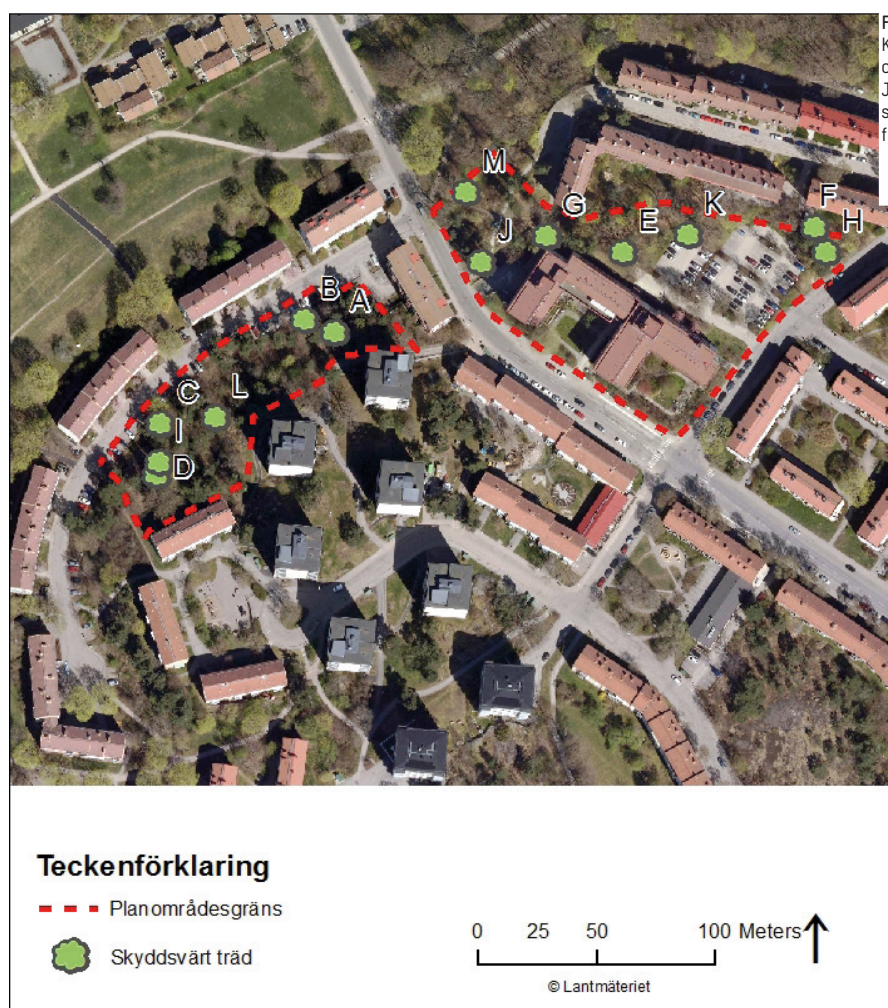 F
K
c
J
s
f
M
G
E
K
F
H
J
B
A
C
L
I
D
Teckenförklaring
Planområdesgräns
Skyddsvärt träd
0 25 50 100 Meters
© Lantmäteriet